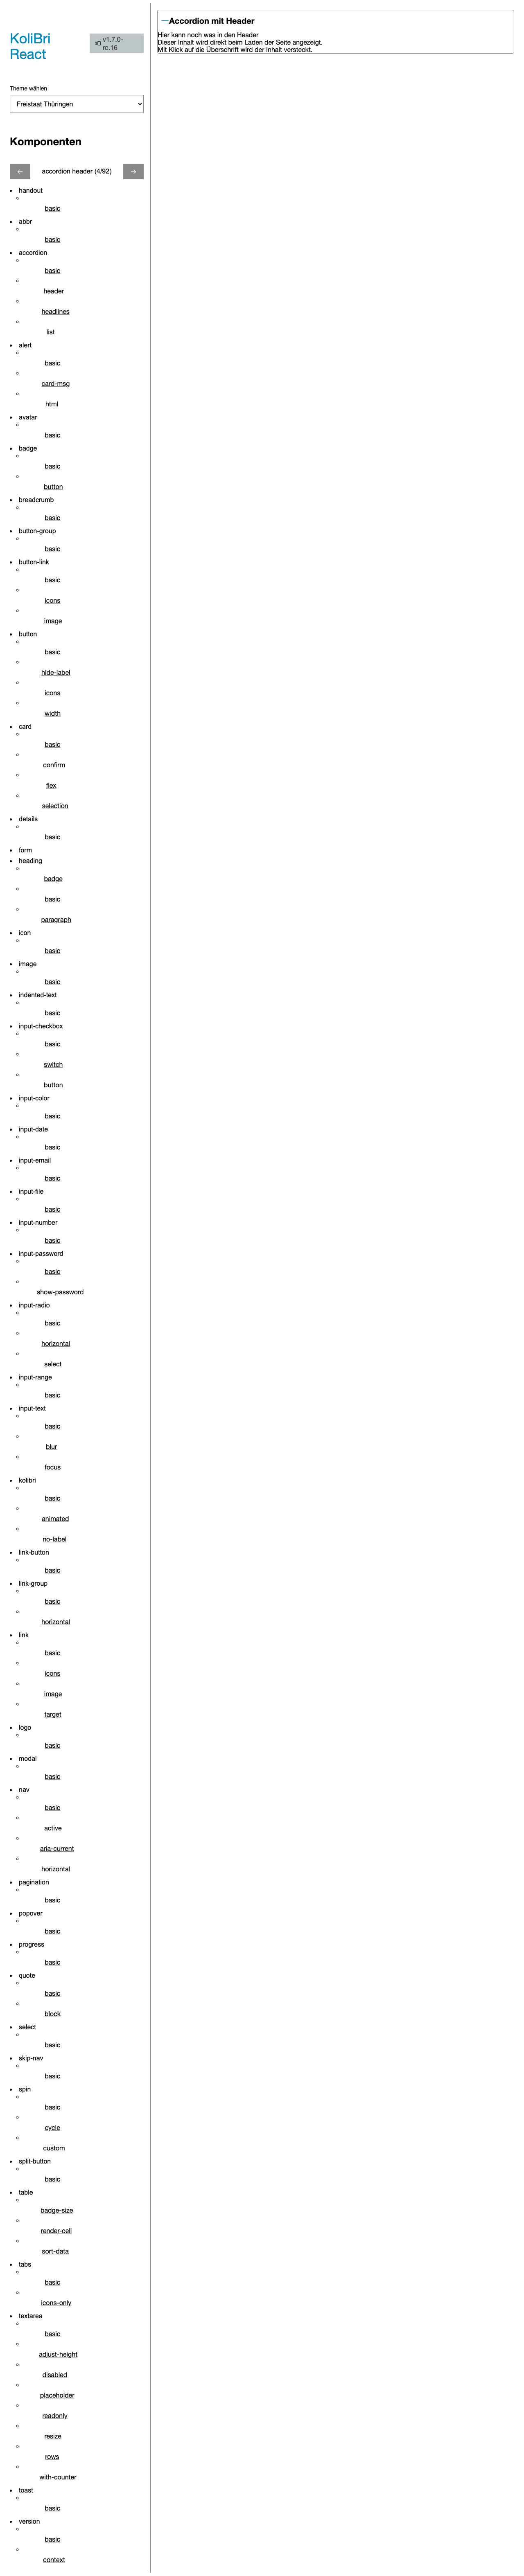 KoliBri
React
v1.7.0-
rc.16
Theme wählen
Freistaat Thüringen
Komponenten
accordion header (4/92)
handout
basic
abbr
basic
accordion
basic
header
headlines
list
alert
basic
card-msg
html
avatar
basic
badge
basic
button
breadcrumb
basic
button-group
basic
button-link
basic
icons
image
button
basic
hide-label
icons
width
card
basic
confirm
flex
selection
details
basic
form
heading
badge
basic
paragraph
icon
basic
image
basic
indented-text
basic
input-checkbox
basic
switch
button
input-color
basic
input-date
basic
input-email
basic
input-file
basic
input-number
basic
input-password
basic
show-password
input-radio
basic
horizontal
select
input-range
basic
input-text
basic
blur
focus
kolibri
basic
animated
no-label
link-button
basic
link-group
basic
horizontal
link
basic
icons
image
target
logo
basic
modal
basic
nav
basic
active
aria-current
horizontal
pagination
basic
popover
basic
progress
basic
quote
basic
block
select
basic
skip-nav
basic
spin
basic
cycle
custom
split-button
basic
table
badge-size
render-cell
sort-data
tabs
basic
icons-only
textarea
basic
adjust-height
disabled
placeholder
readonly
resize
rows
with-counter
toast
basic
version
basic
context
Accordion mit Header
Hier kann noch was in den Header
Dieser Inhalt wird direkt beim Laden der Seite angezeigt.
Mit Klick auf die Überschrift wird der Inhalt versteckt.